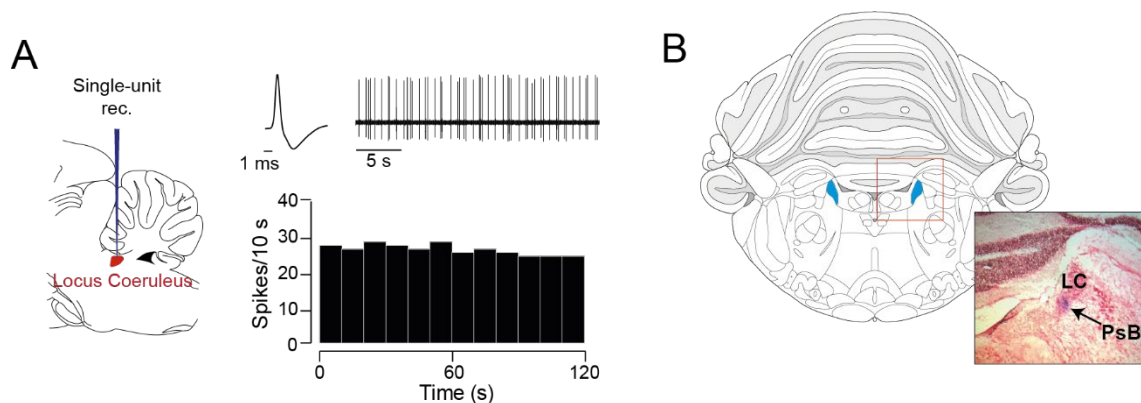 A
Single-unit
rec.
Locus Coeruleus
1 ms
5 s
Spikes/10 s
40
30
20
10
0
0
60
120
Time (s)
B
LC
PsB